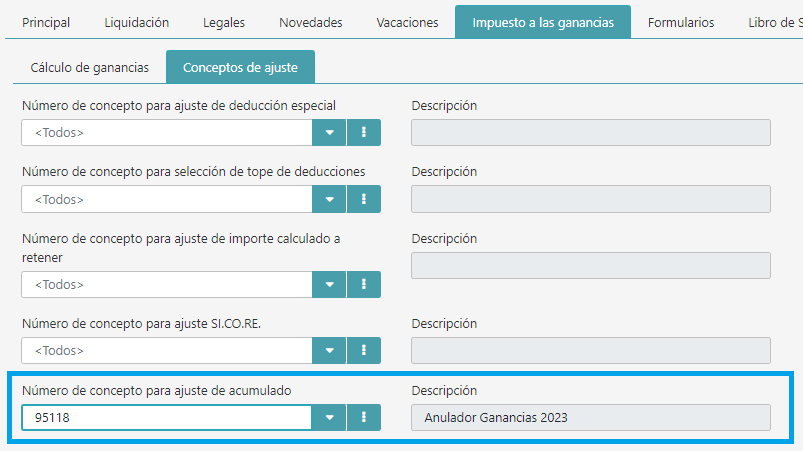 Principal Liquidación Legales Novedades Vacaciones Impuesto a las ganancias Formularios Libro de S
Cálculo de ganancias Conceptos de ajuste
Número de concepto para ajuste de deducción especial Descripción
<Todos>
Número de concepto para selección de tope de deducciones Descripción
<Todos>
Número de concepto para ajuste de importe calculado a Descripción
retener
<Todos>
Número de concepto para ajuste SI.CO.RE. Descripción
<Todos>
Número de concepto para ajuste de acumulado Descripción
95118 Anulador Ganancias 2023